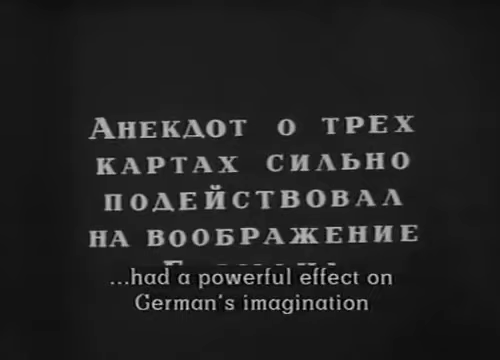 АНЕКДОТ О ТРЕХ
КАРТАХ СИЛЬНО
ПОДЕЙСТВОВАЛ
НА ВООБРАЖЕНИЕ
...had a powerful effect on
German's imagination